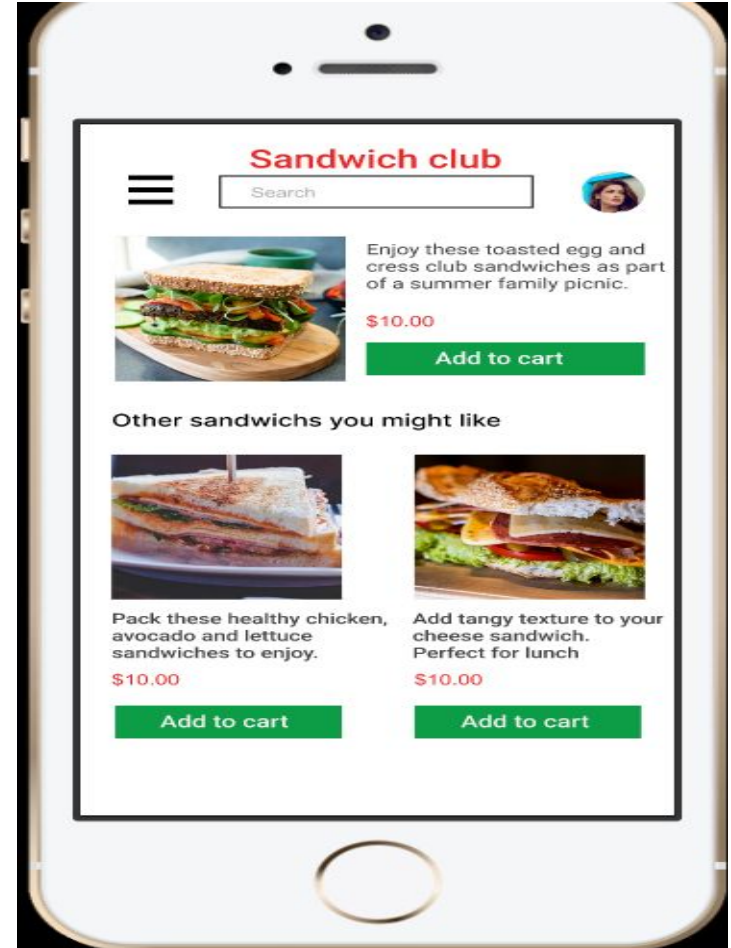 Sandwich club
Search
Enjoy these toasted egg and
cress club sandwiches as part
of a summer family picnic.
$10.00
Add to cart
Other sandwichs you might like
Pack these healthy chicken,
avocado and lettuce
sandwiches to enjoy.
$10.00
Add to cart
Add tangy texture to your
cheese sandwich.
Perfect for lunch
$10.00
Add to cart